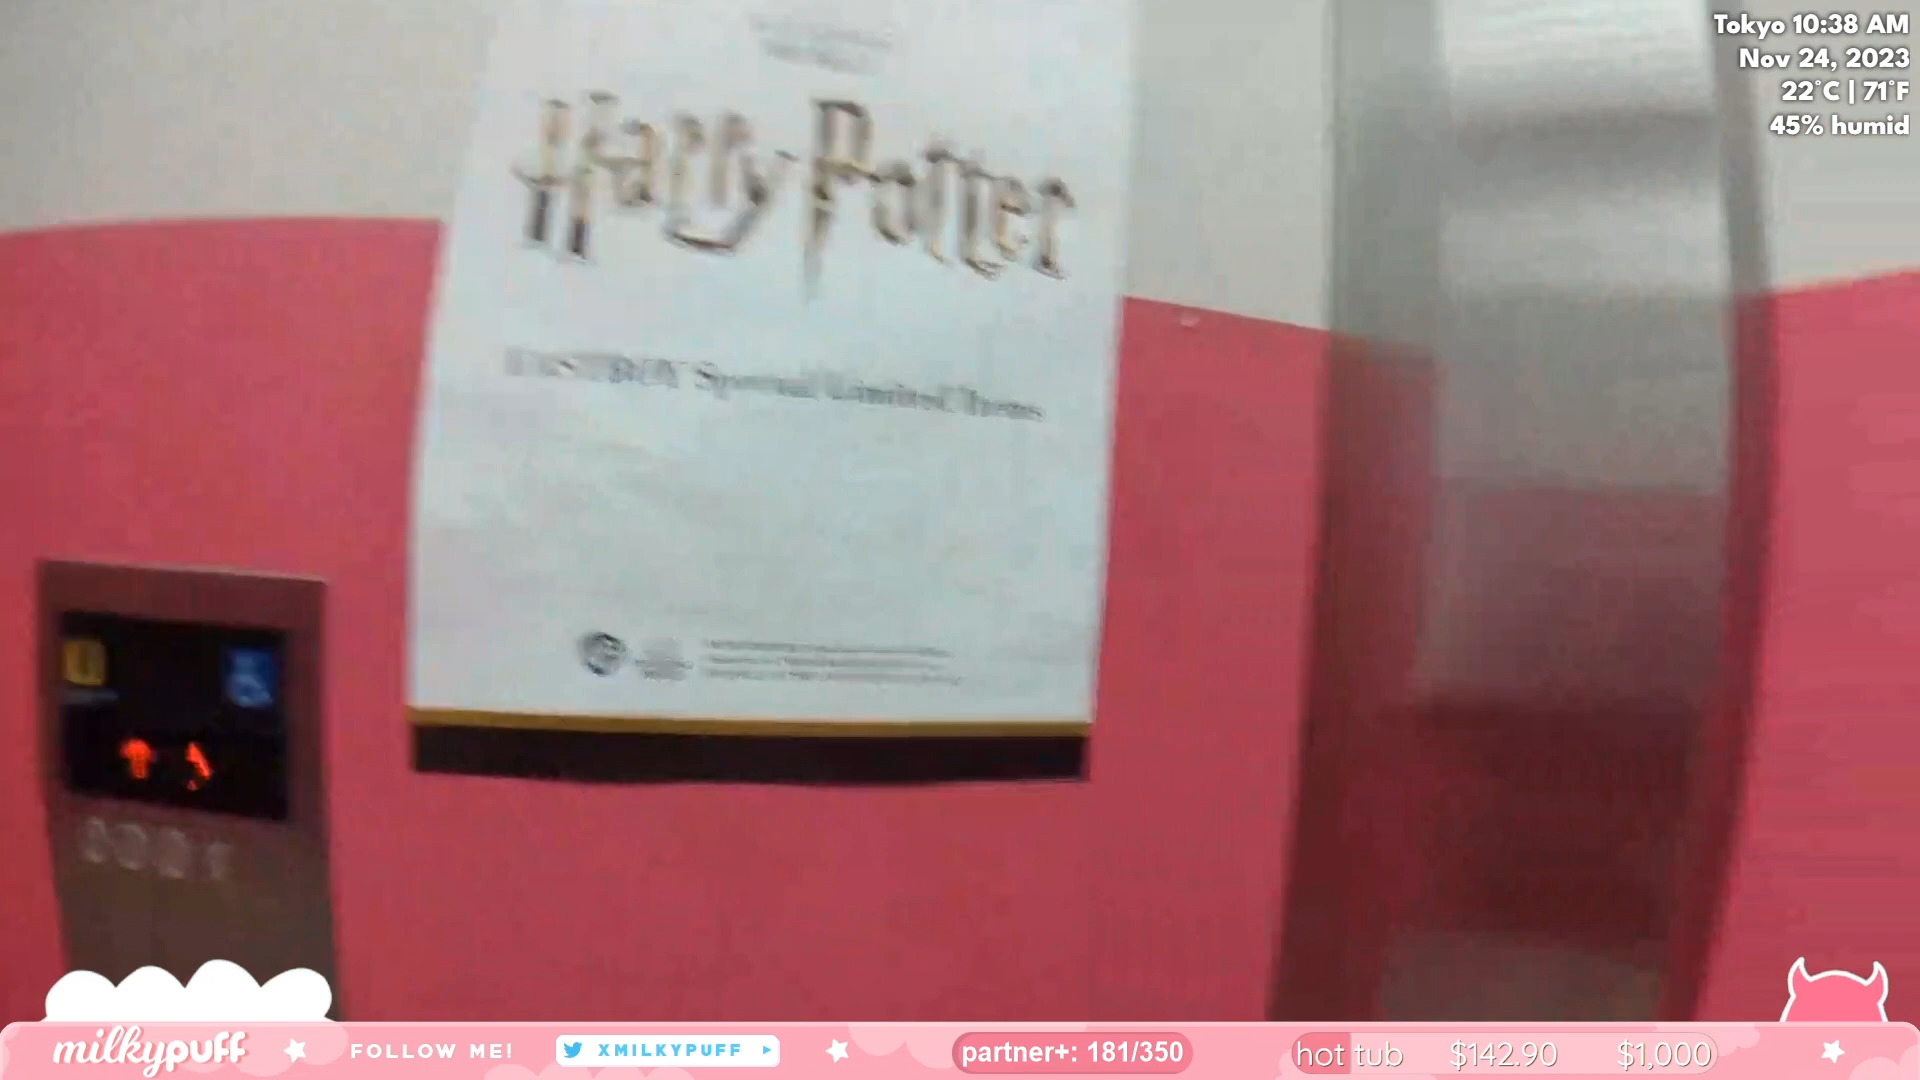 Tokyo 10:38 AM
Nov 24, 2023
22°C | 71°F
45% humid
Harry Potter
Special Limited Items
milkypuff
FOLLOW ME!
XMILKYPUFF
partner+: 181/350
hot tub $142.90 $1,000